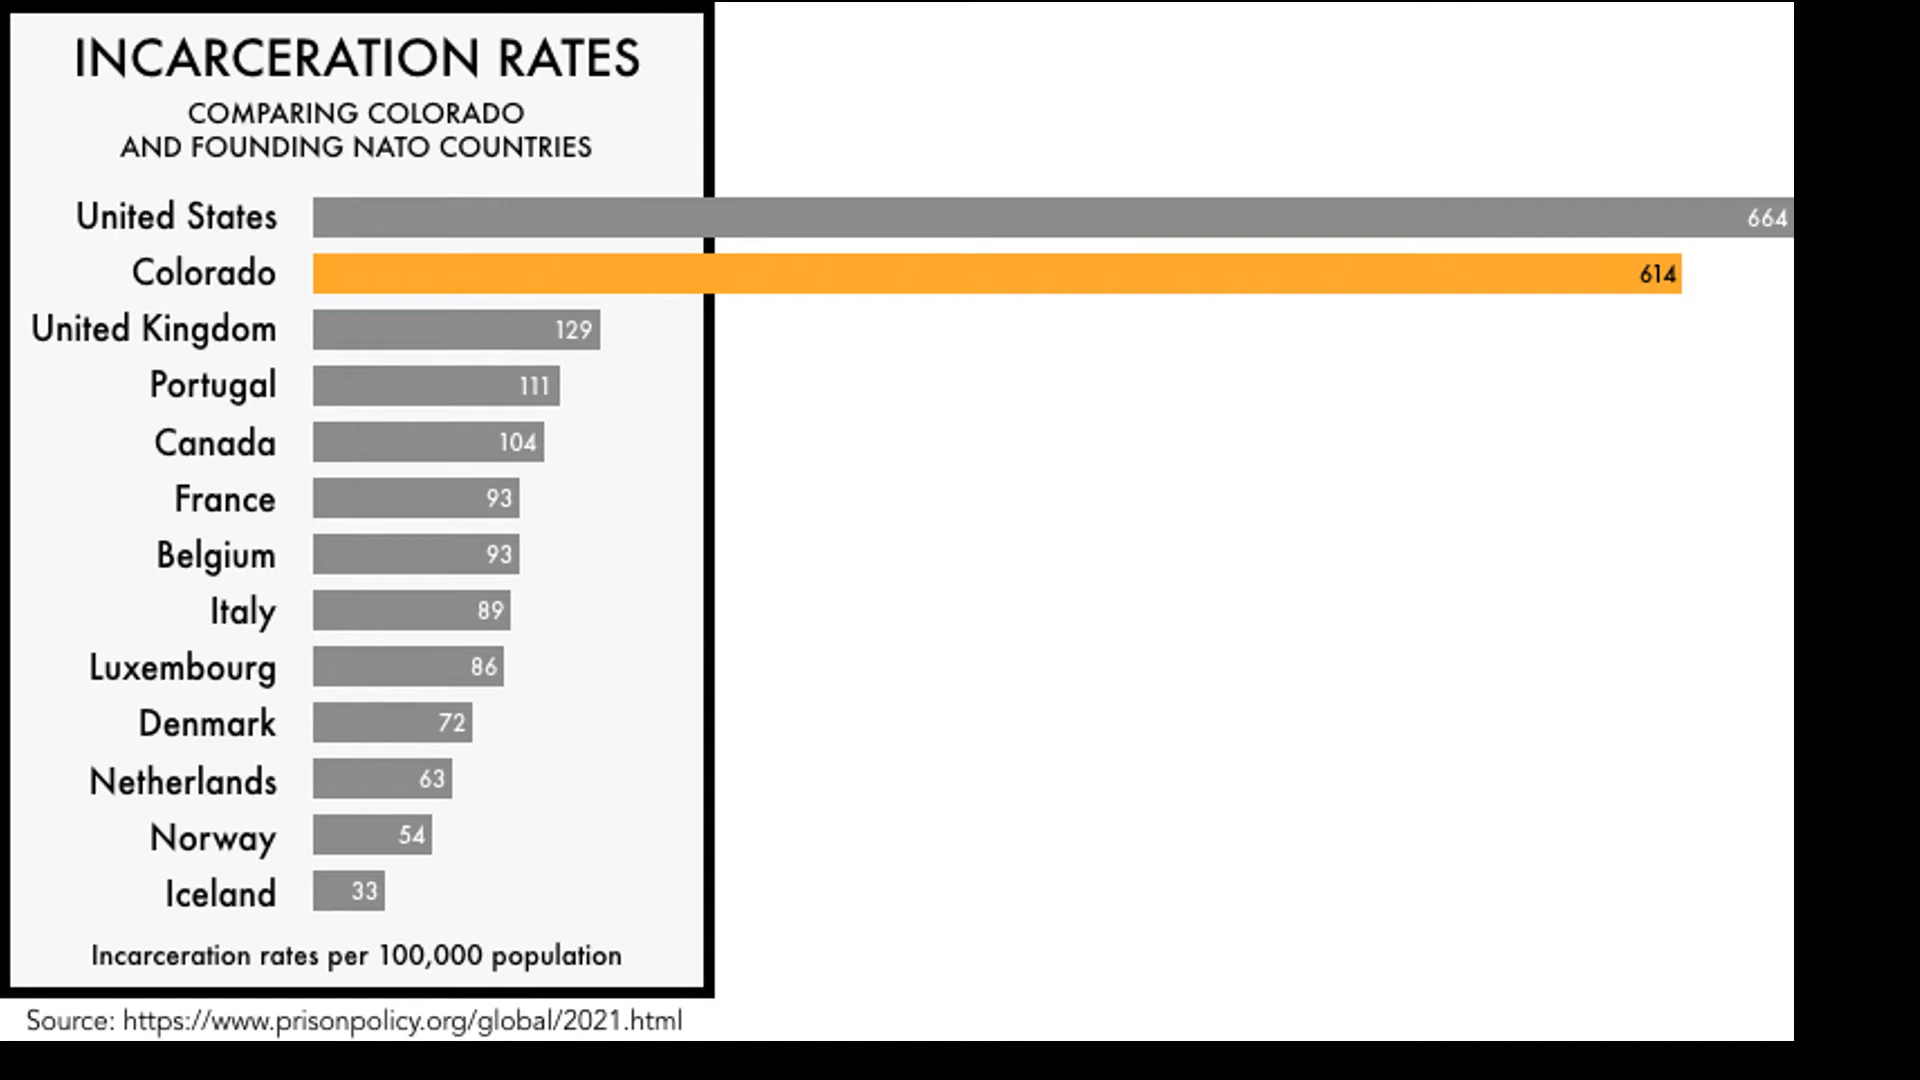 INCARCERATION RATES
COMPARING COLORADO
AND FOUNDING NATO COUNTRIES
United States 664
Colorado 614
United Kingdom 129
Portugal 111
Canada 104
France 93
Belgium 93
Italy 89
Luxembourg 86
Denmark 72
Netherlands 63
Norway 54
Iceland 33
Incarceration rates per 100,000 population
Source: https://www.prisonpolicy.org/global/2021.html